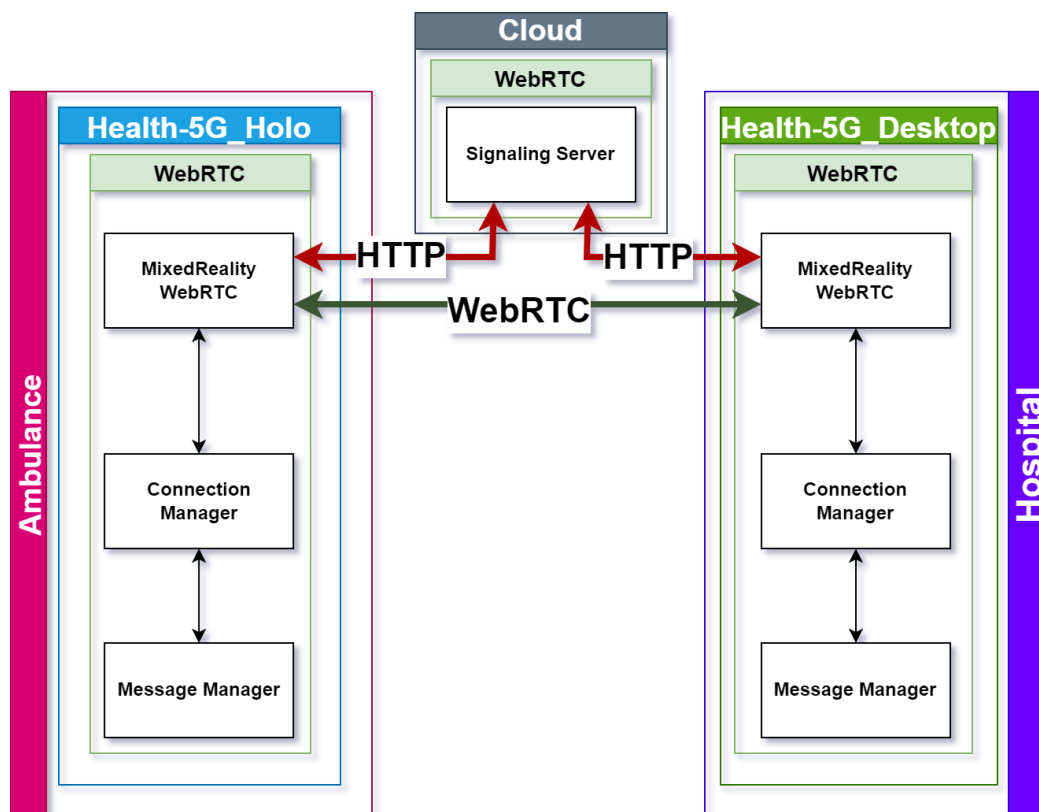 Cloud
WebRTC
Signaling Server
Ambulance
Health-5G_Holo
WebRTC
MixedReality
WebRTC
Connection
Manager
Message Manager
HTTP
HTTP
WebRTC
Health-5G_Desktop
WebRTC
MixedReality
WebRTC
Connection
Manager
Message Manager
Hospital